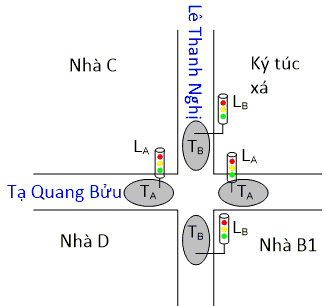 Lê Thanh Nghị
Nhà C
Ký túc
xá
L_B
T_B
L_A
L_A
Tạ Quang Bửu
T_A
T_A
Nhà D
T_B
L_B
Nhà B1